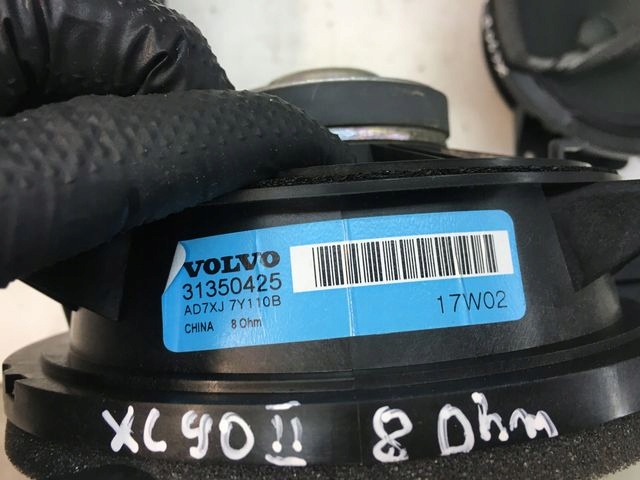 VOLVO
31350425
AD7XJ 7Y110B
CHINA 8 Ohm
17W02
XC90 II 8 Ohm